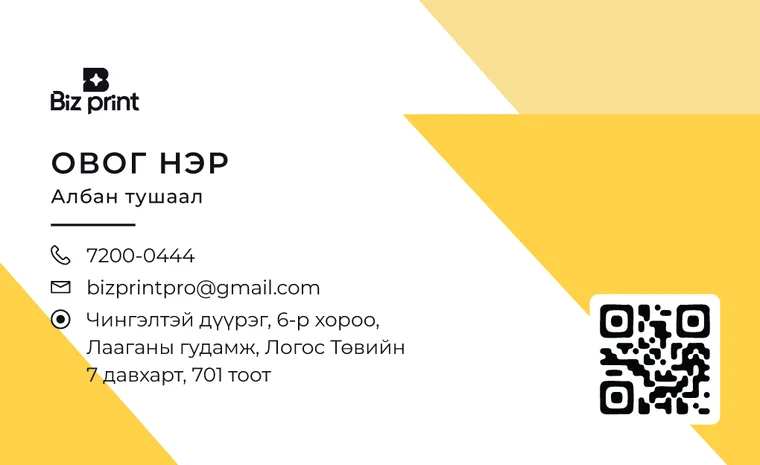 Biz print
ОВОГ НЭР
Албан тушаал
7200-0444
bizprintpro@gmail.com
Чингэлтэй дүүрэг, 6-р хороо,
Лааганы гудамж, Логос Төвийн
7 давхарт, 701 тоот